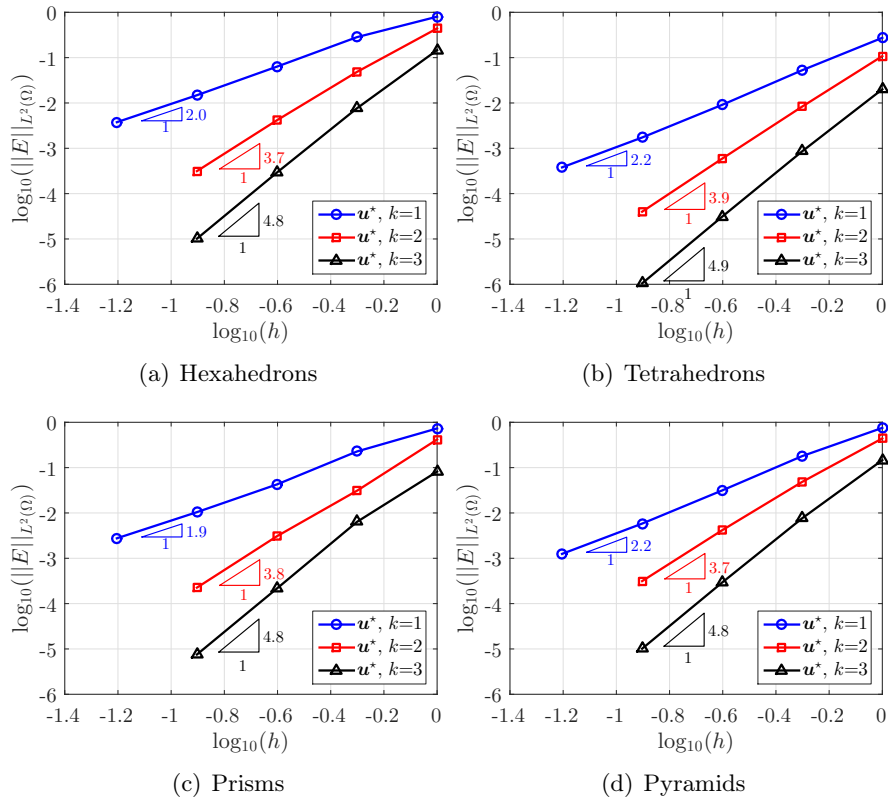 0
-1
-2
-3
-4
-5
-6
log10(||E||L2(Ω))
2.0
1
3.7
1
4.8
1
u⋆, k=1
u⋆, k=2
u⋆, k=3
-1.4 -1.2 -1 -0.8 -0.6 -0.4 -0.2 0
log10(h)
(a) Hexahedrons
0
-1
-2
-3
-4
-5
-6
log10(||E||L2(Ω))
2.2
1
3.9
1
4.9
1
u⋆, k=1
u⋆, k=2
u⋆, k=3
-1.4 -1.2 -1 -0.8 -0.6 -0.4 -0.2 0
log10(h)
(b) Tetrahedrons
0
-1
-2
-3
-4
-5
-6
log10(||E||L2(Ω))
1.9
1
3.8
1
4.8
1
u⋆, k=1
u⋆, k=2
u⋆, k=3
-1.4 -1.2 -1 -0.8 -0.6 -0.4 -0.2 0
log10(h)
(c) Prisms
0
-1
-2
-3
-4
-5
-6
log10(||E||L2(Ω))
2.2
1
3.7
1
4.8
1
u⋆, k=1
u⋆, k=2
u⋆, k=3
-1.4 -1.2 -1 -0.8 -0.6 -0.4 -0.2 0
log10(h)
(d) Pyramids